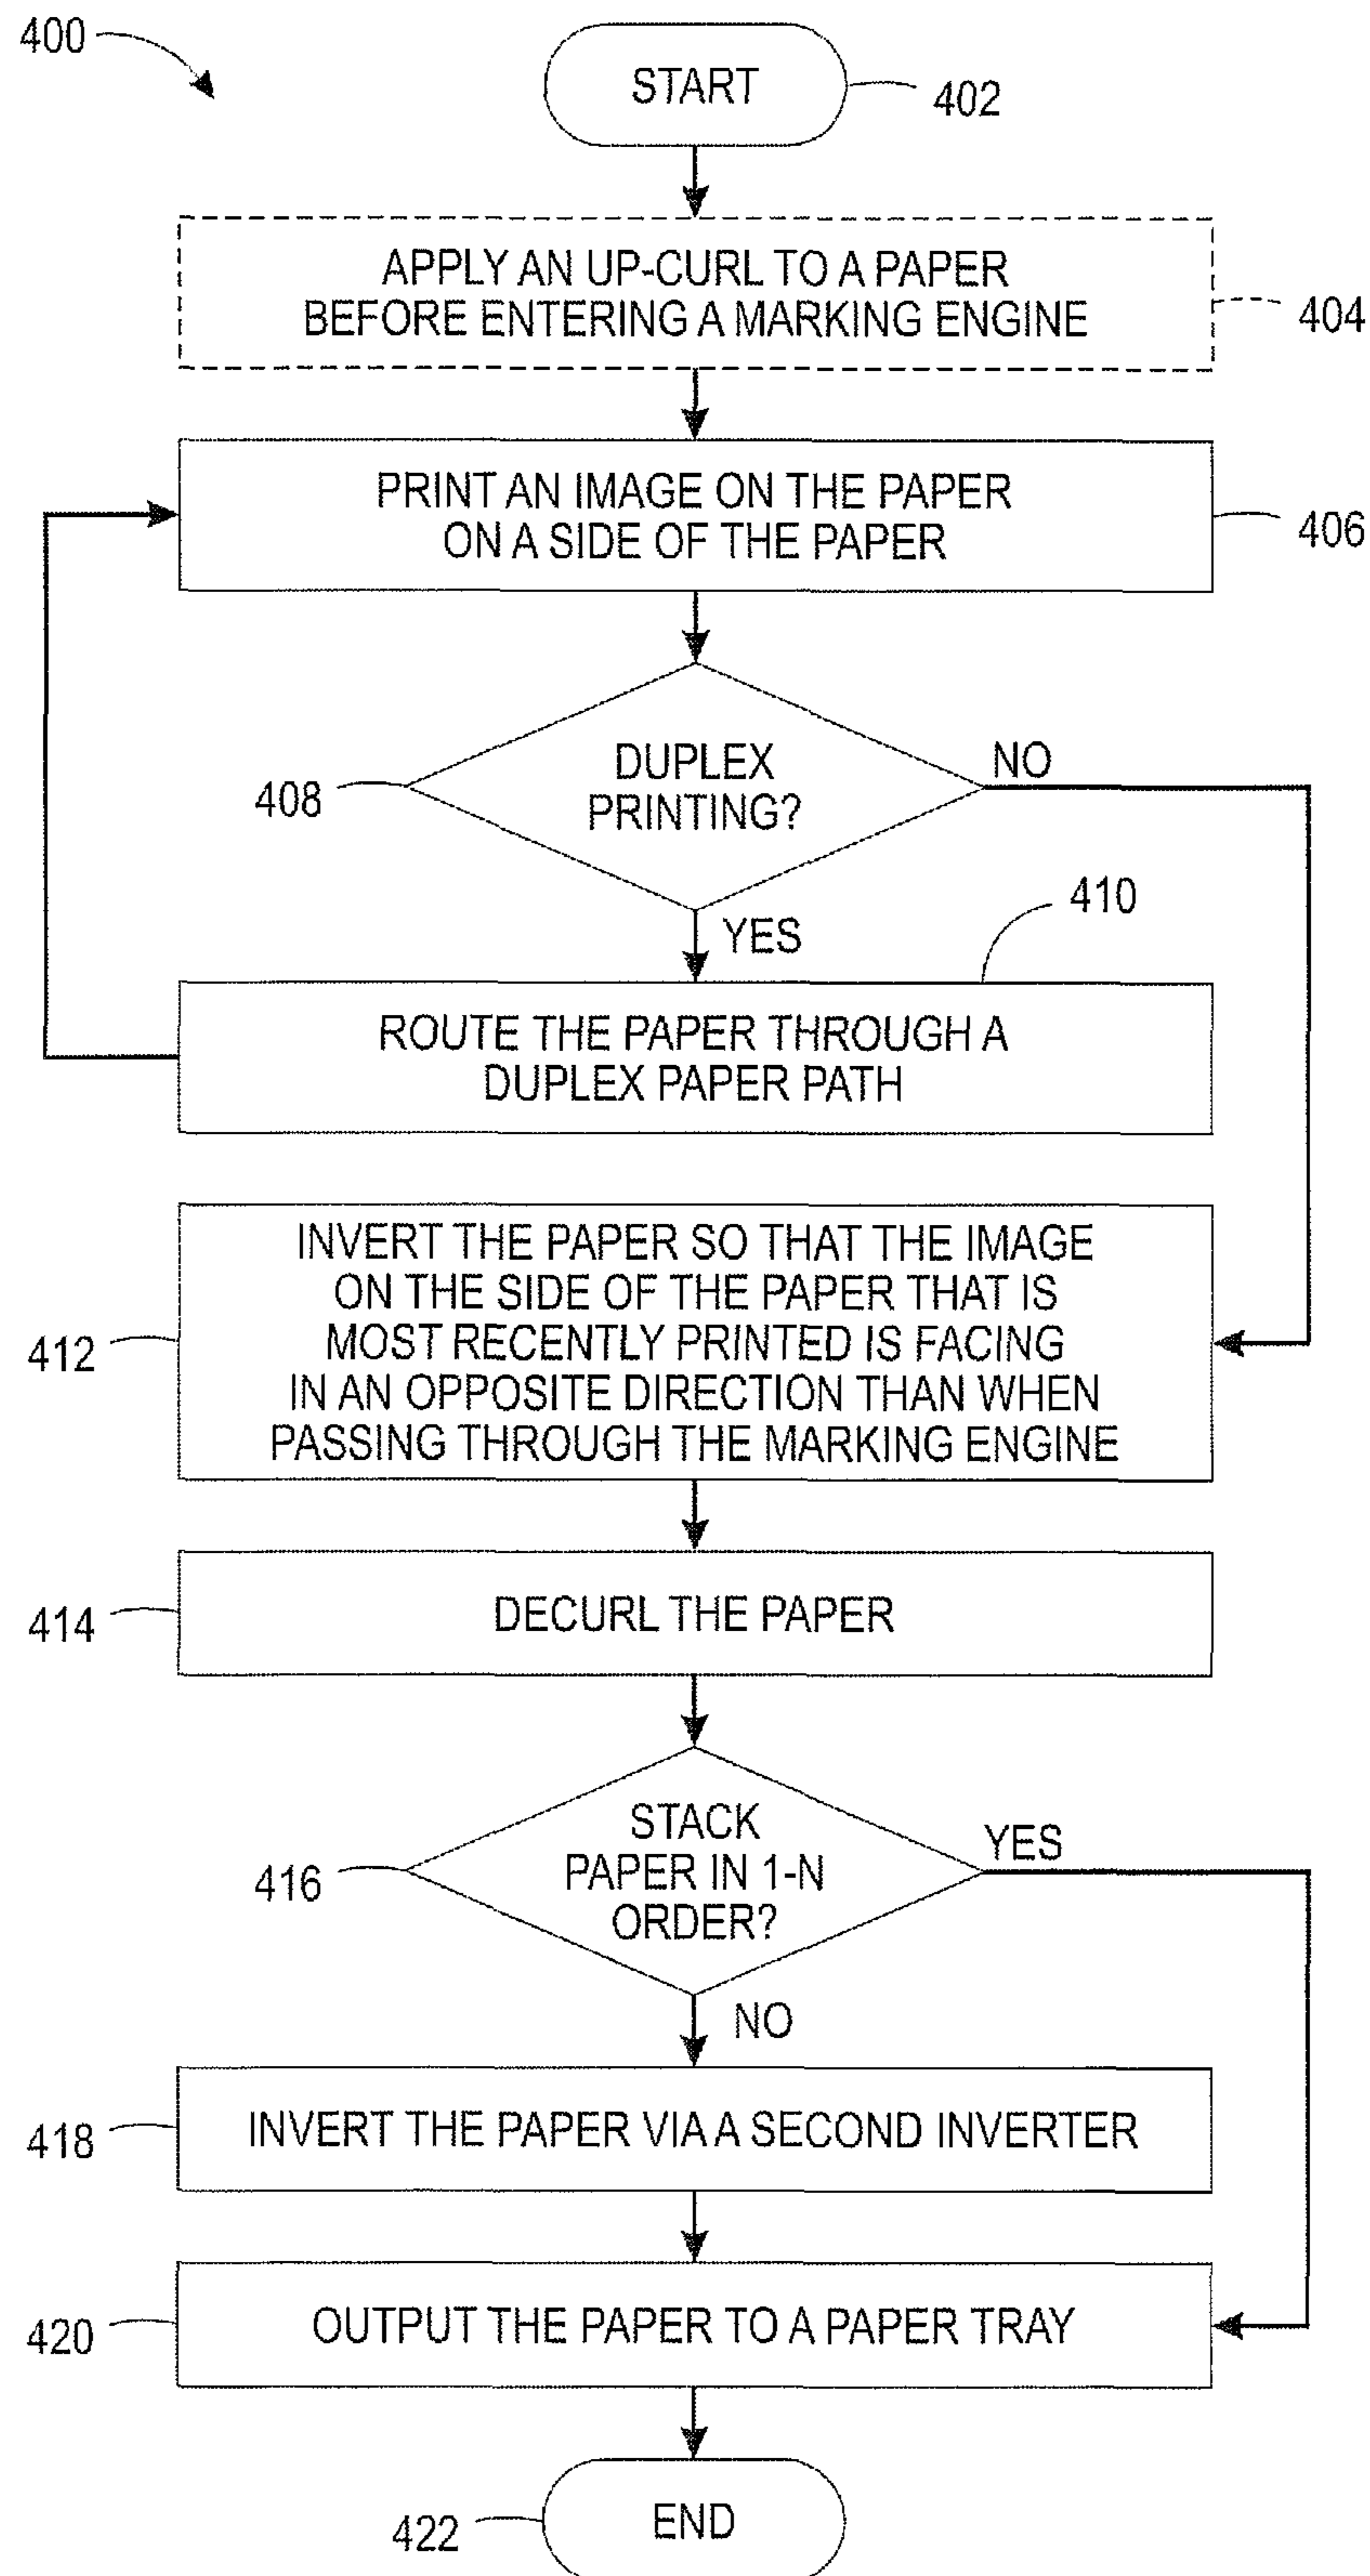 400
START
402
APPLY AN UP-CURL TO A PAPER
BEFORE ENTERING A MARKING ENGINE
404
PRINT AN IMAGE ON THE PAPER
ON A SIDE OF THE PAPER
406
DUPLEX
PRINTING?
NO
408
YES
410
ROUTE THE PAPER THROUGH A
DUPLEX PAPER PATH
INVERT THE PAPER SO THAT THE IMAGE
ON THE SIDE OF THE PAPER THAT IS
MOST RECENTLY PRINTED IS FACING
IN AN OPPOSITE DIRECTION THAN WHEN
PASSING THROUGH THE MARKING ENGINE
412
DECURL THE PAPER
414
STACK
PAPER IN 1-N
ORDER?
YES
416
NO
INVERT THE PAPER VIA A SECOND INVERTER
418
OUTPUT THE PAPER TO A PAPER TRAY
420
END
422